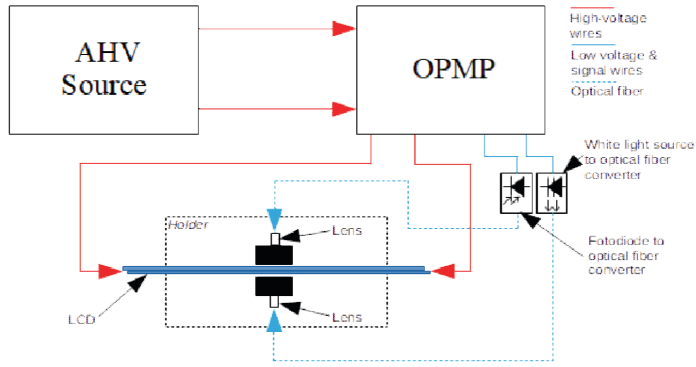 AHV
Source
OPMP
High-voltage
wires
Low voltage &
signal wires
Optical fiber
White light source
to optical fiber
converter
Holder
Lens
Fotodiode to
optical fiber
converter
LCD
Lens